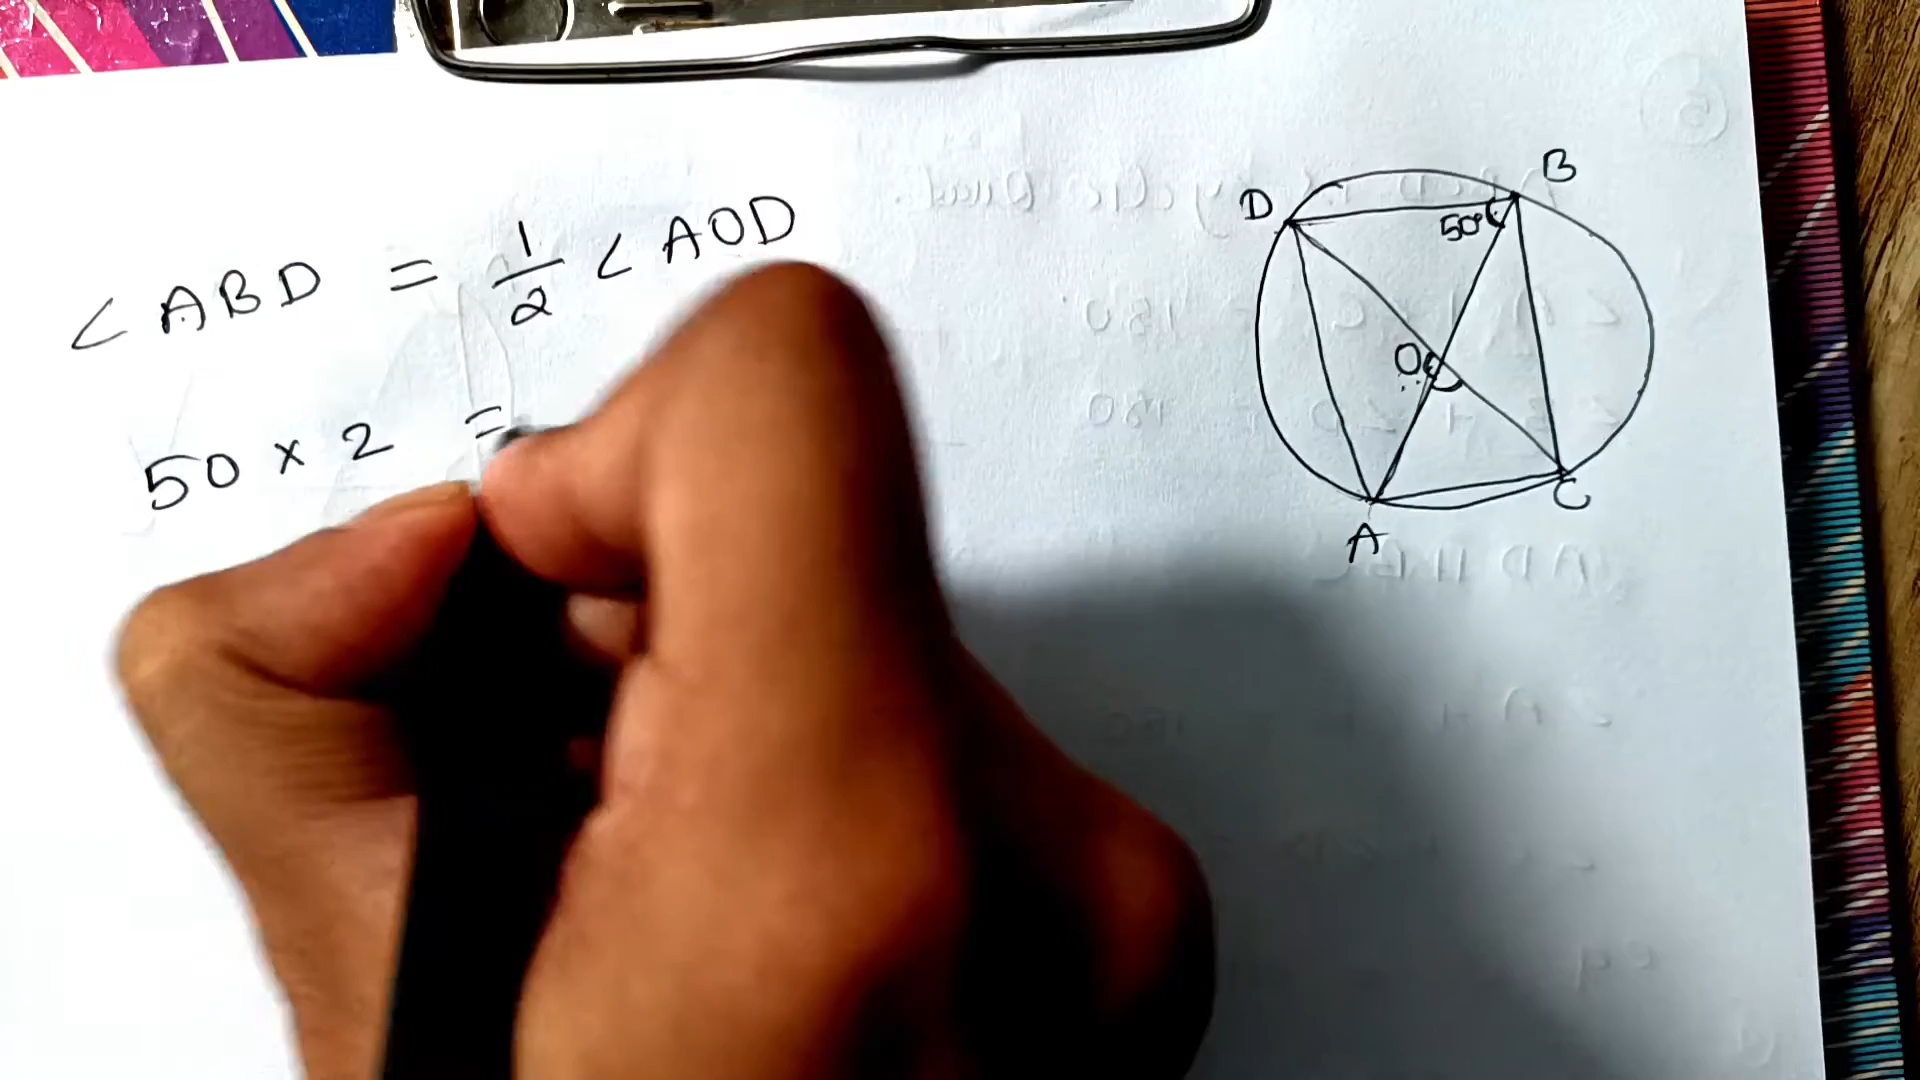 ∠ ABD = 1/2 ∠ AOD
50 × 2 =
B
D
50°
O
C
A